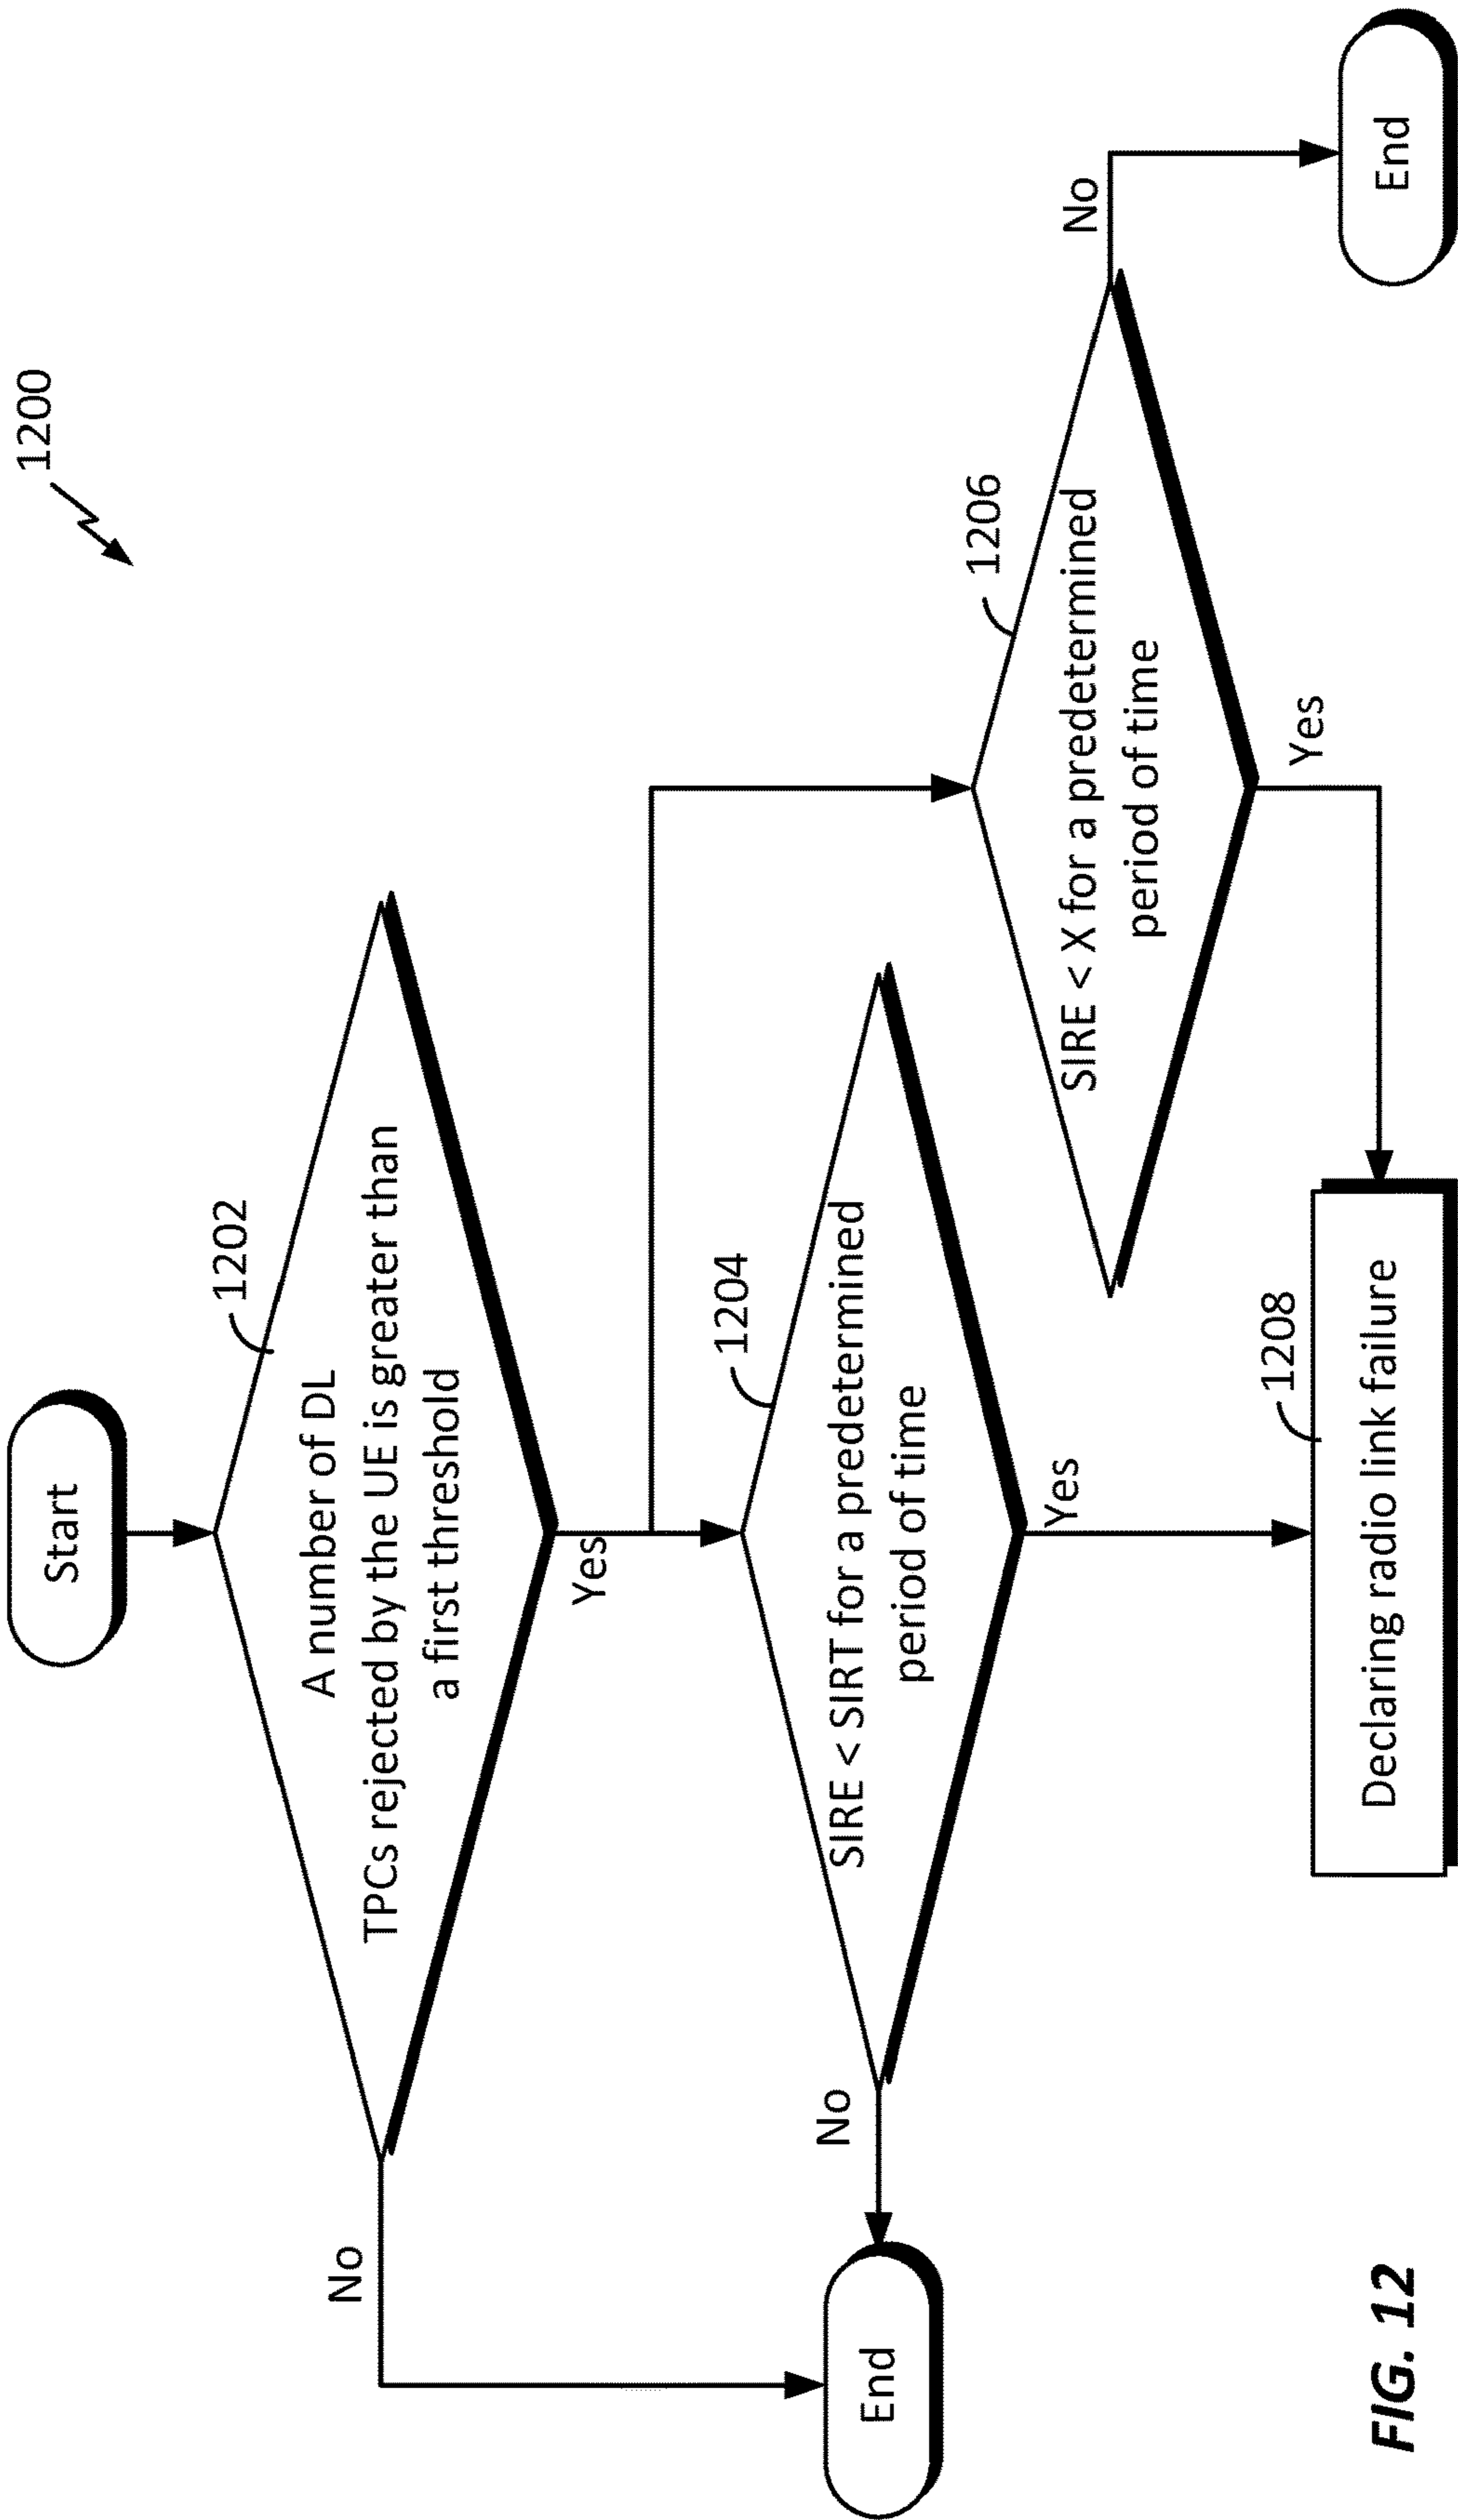 1200
Start
1202
A number of DL
TPCs rejected by the UE is greater than
a first threshold
No
Yes
1204
SIRE < SIRT for a predetermined
period of time
No
Yes
End
1206
SIRE < X for a predetermined
period of time
No
Yes
End
1208
Declaring radio link failure
FIG. 12